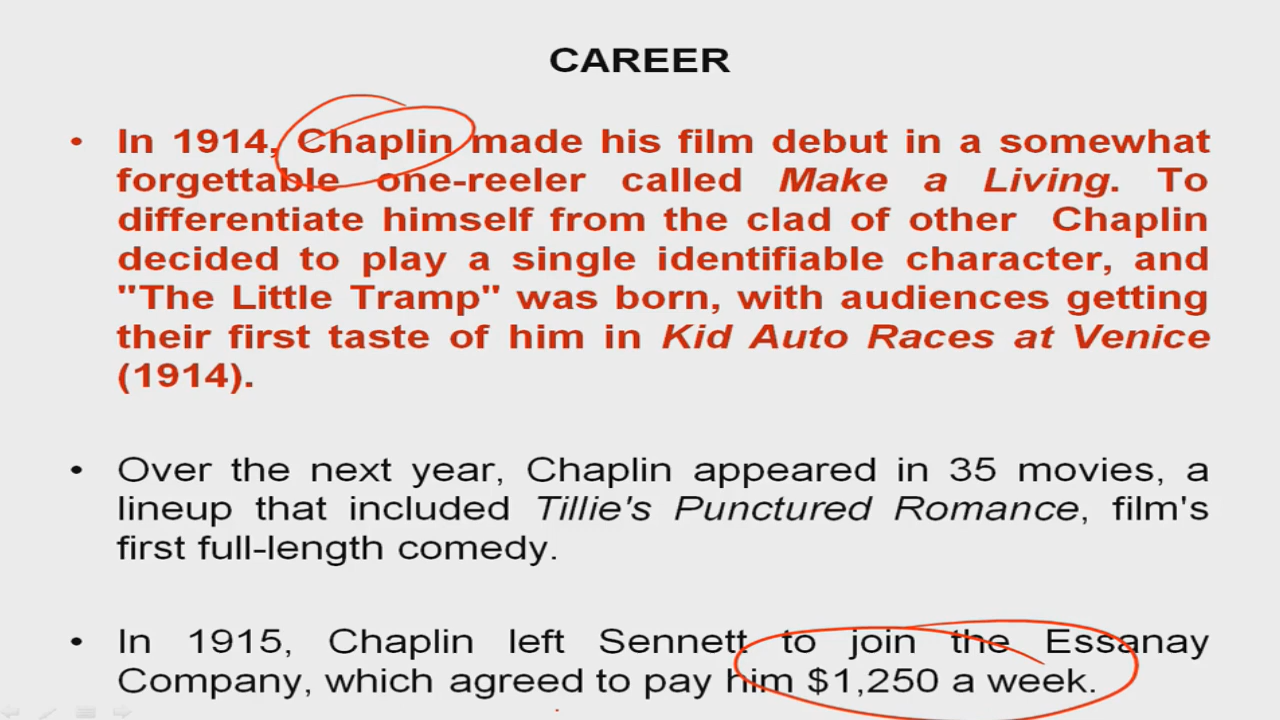 CAREER
• In 1914, Chaplin made his film debut in a somewhat
forgettable one-reeler called Make a Living. To
differentiate himself from the clad of other Chaplin
decided to play a single identifiable character, and
"The Little Tramp" was born, with audiences getting
their first taste of him in Kid Auto Races at Venice
(1914).
• Over the next year, Chaplin appeared in 35 movies, a
lineup that included Tillie's Punctured Romance, film's
first full-length comedy.
• In 1915, Chaplin left Sennett to join the Essanay
Company, which agreed to pay him $1,250 a week.